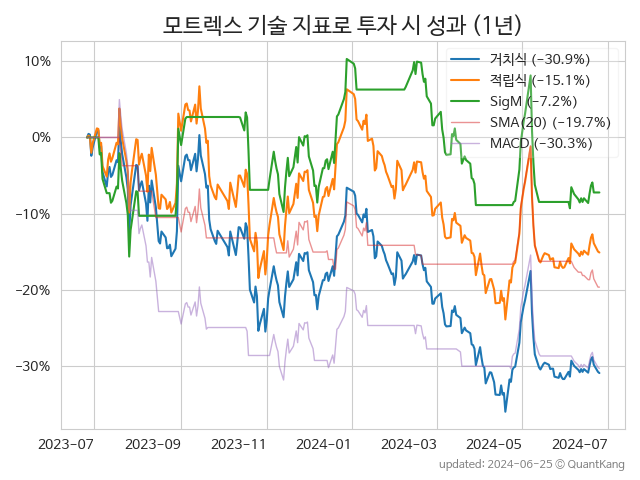 모트렉스 기술 지표로 투자 시 성과 (1년)
10%
0%
−10%
−20%
−30%
거치식 (−30.9%)
적립식 (−15.1%)
SigM (−7.2%)
SMA(20) (−19.7%)
MACD (−30.3%)
2023-07
2023-09
2023-11
2024-01
2024-03
2024-05
2024-07
updated: 2024-06-25 ⓒ QuantKang